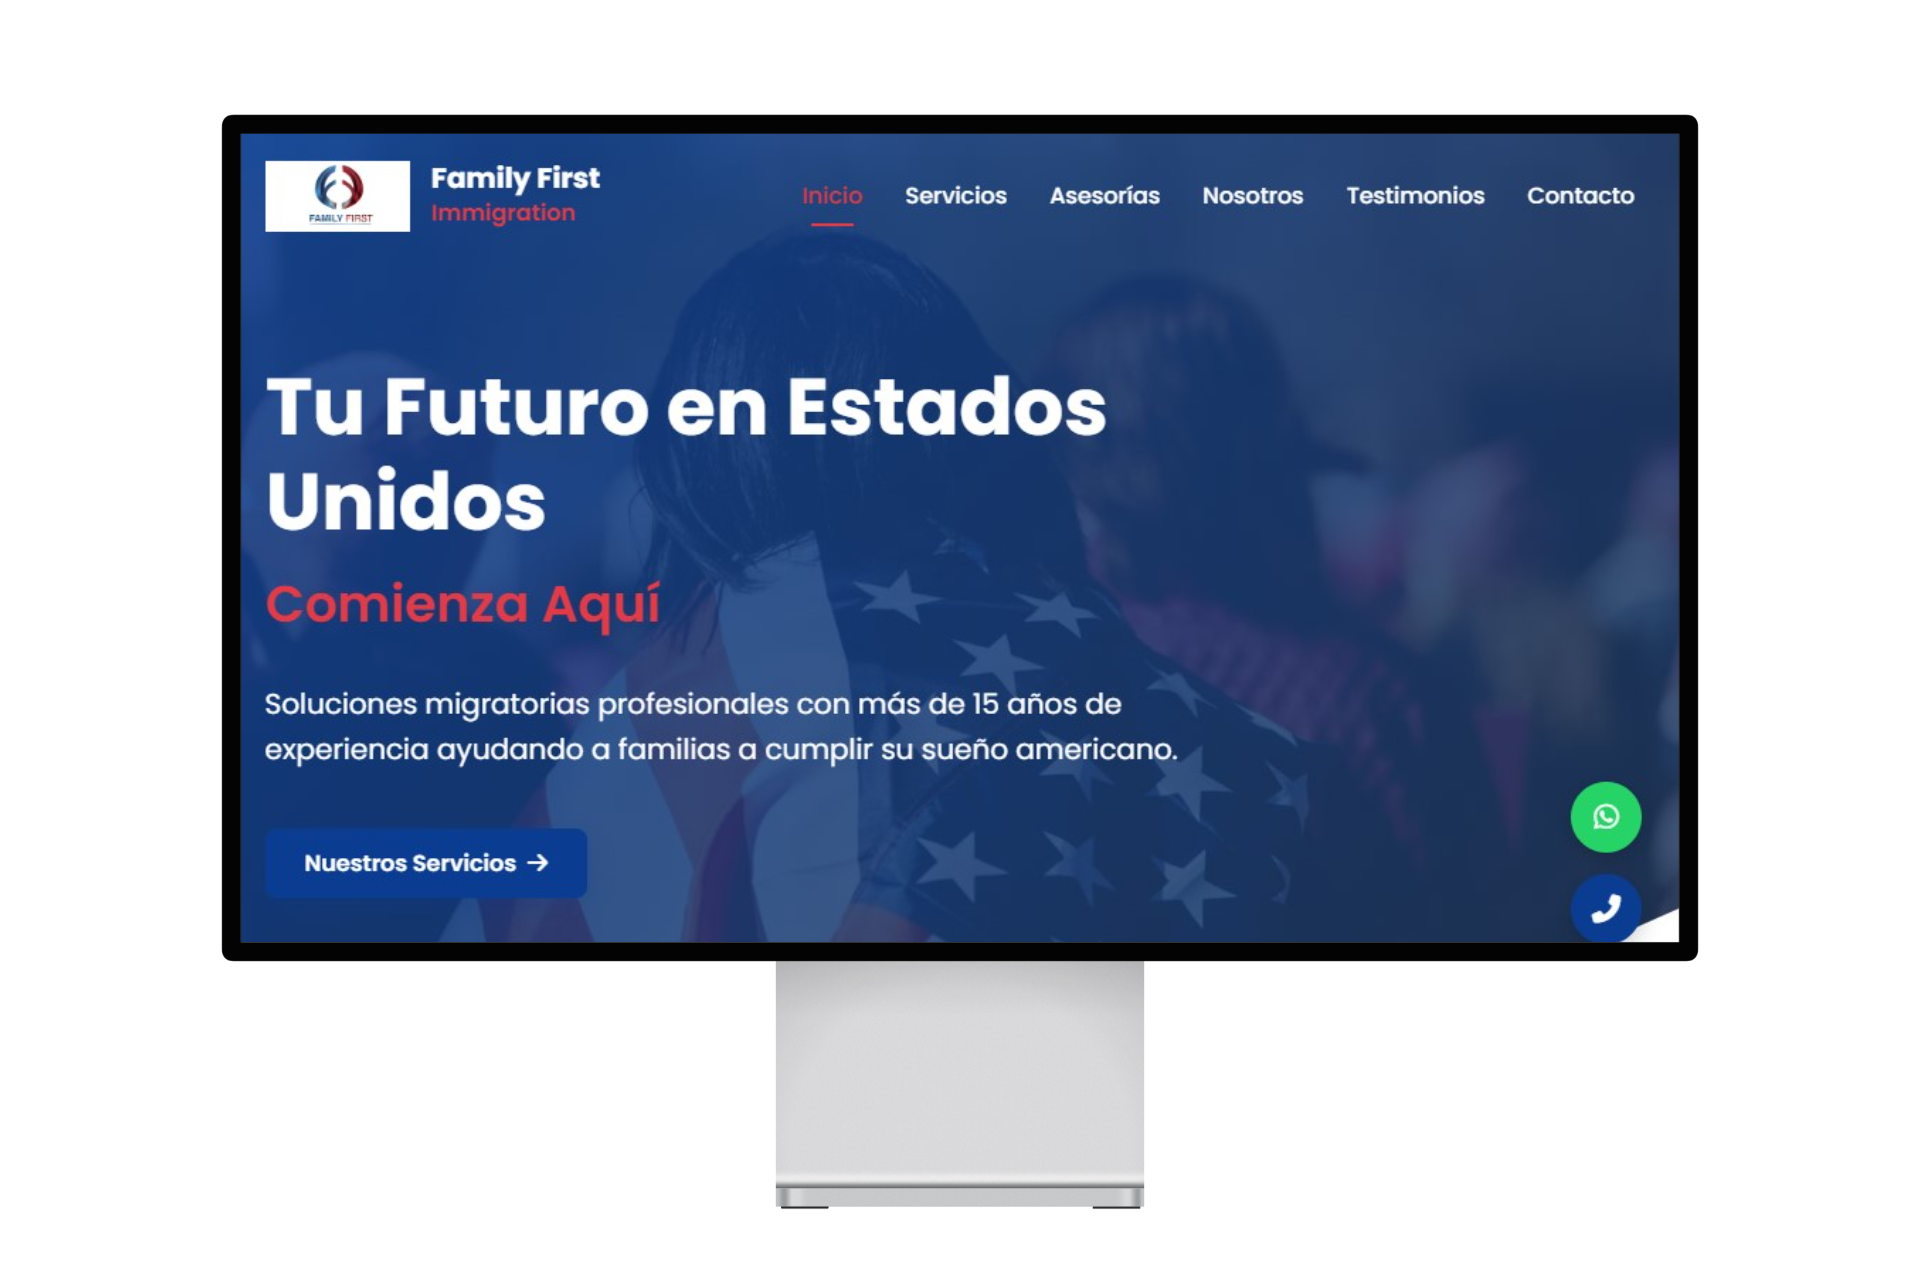 FAMILY FIRST
Family First
Immigration
Inicio Servicios Asesorías Nosotros Testimonios Contacto
Tu Futuro en Estados
Unidos
Comienza Aquí
Soluciones migratorias profesionales con más de 15 años de
experiencia ayudando a familias a cumplir su sueño americano.
Nuestros Servicios →